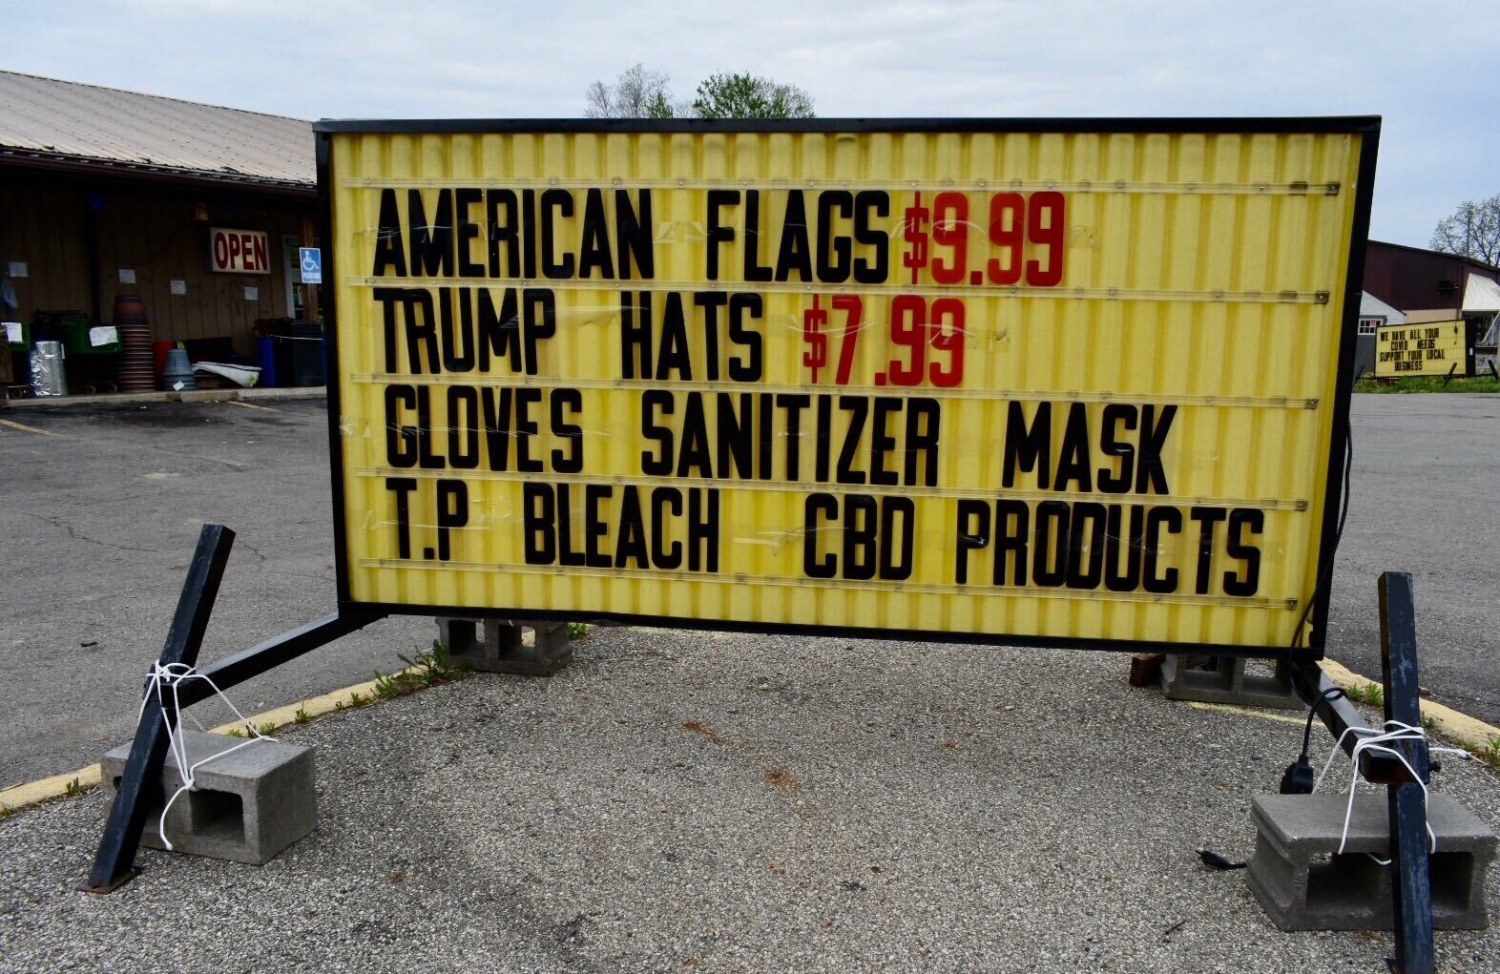 AMERICAN FLAGS $9.99
TRUMP HATS $7.99
GLOVES SANITIZER MASK
T.P BLEACH CBD PRODUCTS
OPEN
WE HAVE ALL YOUR
COVID NEEDS
SUPPORT YOUR LOCAL
BUSINESS